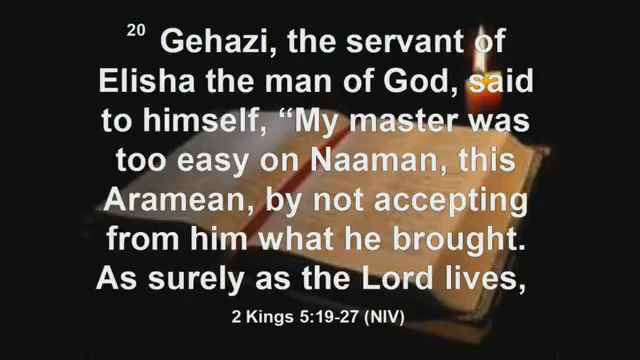 20 Gehazi, the servant of
Elisha the man of God, said
to himself, “My master was
too easy on Naaman, this
Aramean, by not accepting
from him what he brought.
As surely as the Lord lives,
2 Kings 5:19-27 (NIV)